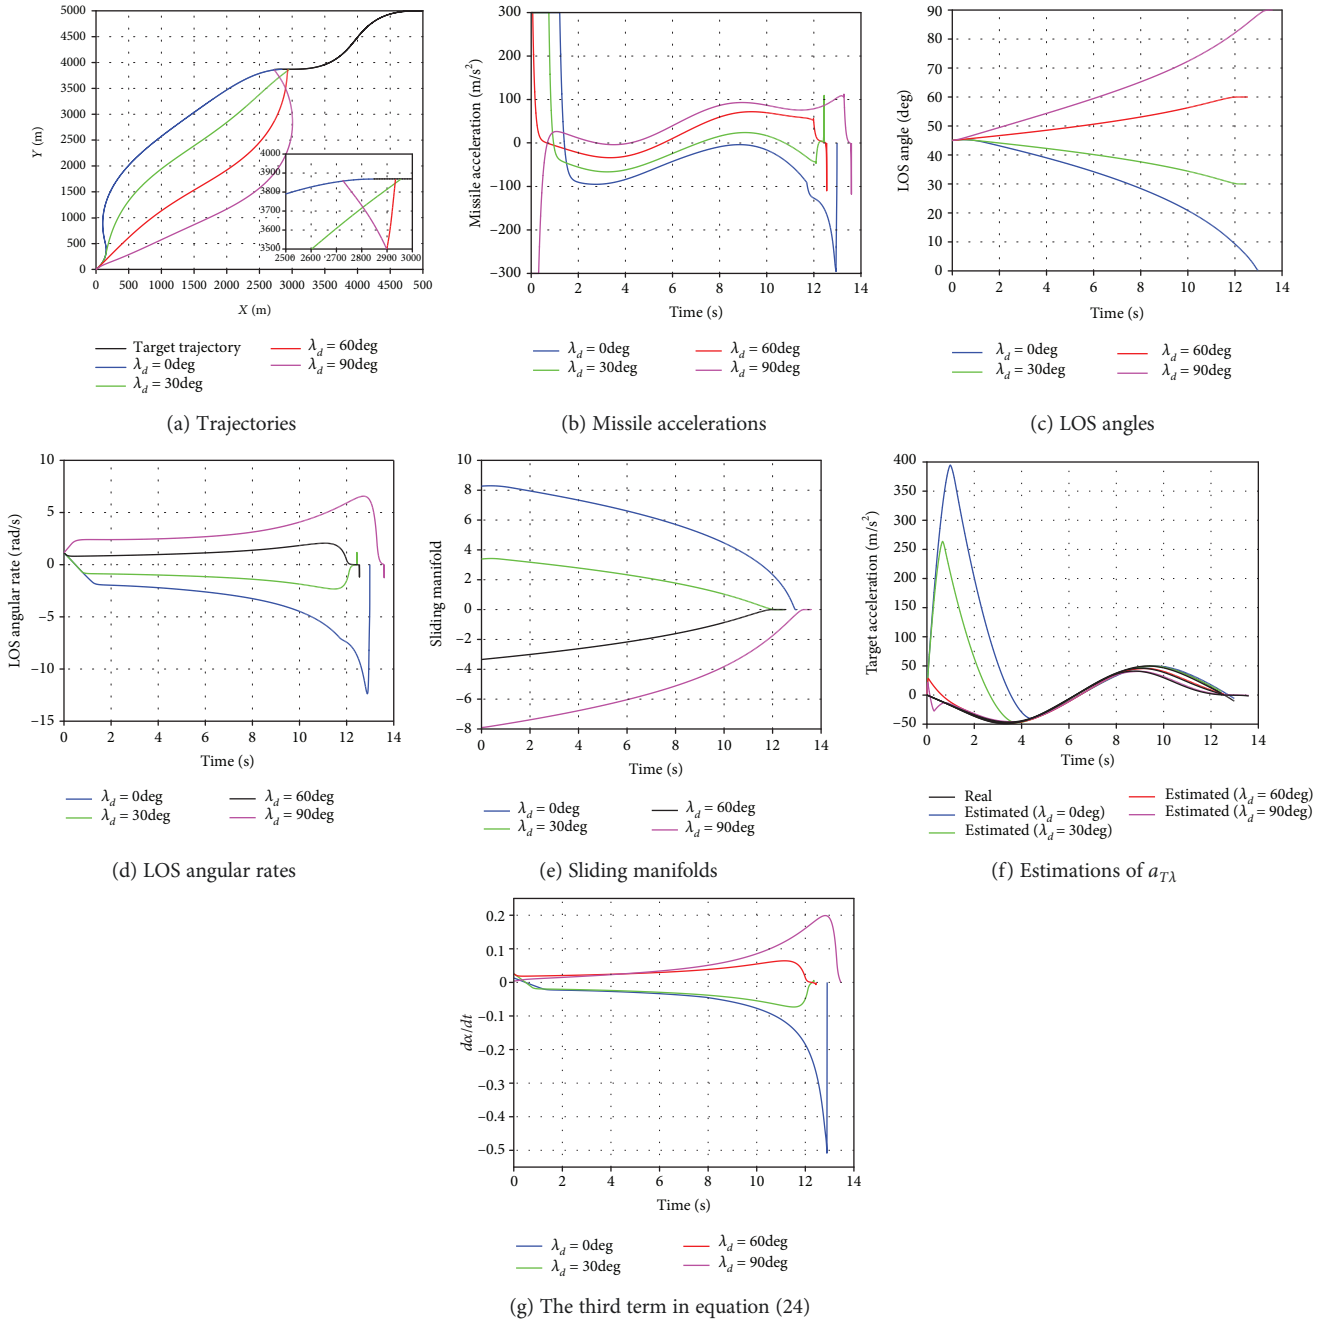 5000
5000
4500
4000
3500
3000
2500
2000
1500
1000
500
0
Y (m)
4000
3900
3800
3700
3600
3500
2500 2600 2700 2800 2900 3000
0 500 1000 1500 2000 2500 3000 3500 4000 4500 500
X (m)
Target trajectory
λd = 0deg
λd = 30deg
λd = 60deg
λd = 90deg
(a) Trajectories
300
200
100
0
−100
−200
−300
Missile acceleration (m/s²)
0 2 4 6 8 10 12 14
Time (s)
λd = 0deg
λd = 30deg
λd = 60deg
λd = 90deg
(b) Missile accelerations
90
80
70
60
50
40
30
20
10
0
LOS angle (deg)
0 2 4 6 8 10 12 14
Time (s)
λd = 0deg
λd = 30deg
λd = 60deg
λd = 90deg
(c) LOS angles
10
5
0
−5
−10
−15
LOS angular rate (rad/s)
0 2 4 6 8 10 12 14
Time (s)
λd = 0deg
λd = 30deg
λd = 60deg
λd = 90deg
(d) LOS angular rates
10
8
6
4
2
0
−2
−4
−6
−8
Sliding manifold
0 2 4 6 8 10 12 14
Time (s)
λd = 0deg
λd = 30deg
λd = 60deg
λd = 90deg
(e) Sliding manifolds
400
350
300
250
200
150
100
50
0
−50
Target acceleration (m/s²)
0 2 4 6 8 10 12 14
Time (s)
Real
Estimated (λd = 0deg)
Estimated (λd = 30deg)
Estimated (λd = 60deg)
Estimated (λd = 90deg)
(f) Estimations of aTλ
0.2
0.1
0
−0.1
−0.2
−0.3
−0.4
−0.5
dα/dt
0 2 4 6 8 10 12 14
Time (s)
λd = 0deg
λd = 30deg
λd = 60deg
λd = 90deg
(g) The third term in equation (24)